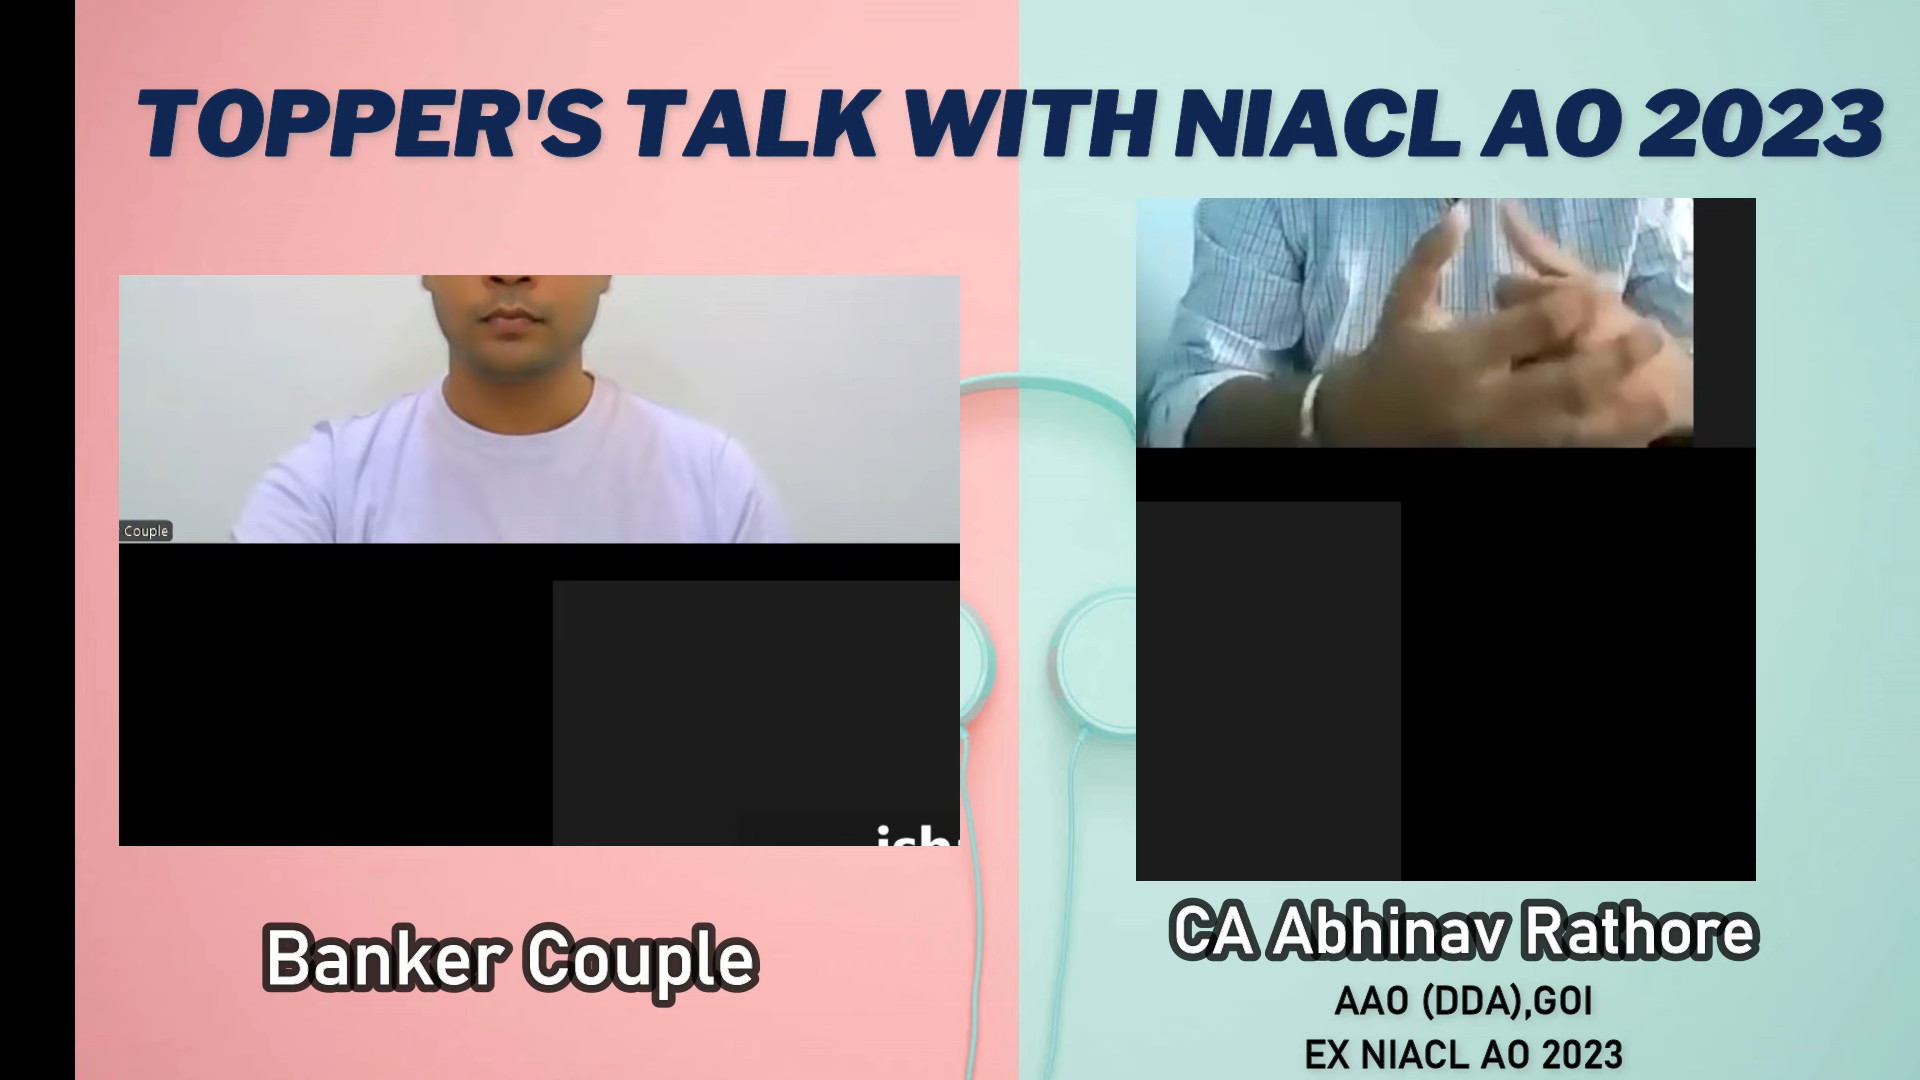 TOPPER'S TALK WITH NIACL AO 2023
Couple
Banker Couple
CA Abhinav Rathore
AAO (DDA),GOI
EX NIACL AO 2023